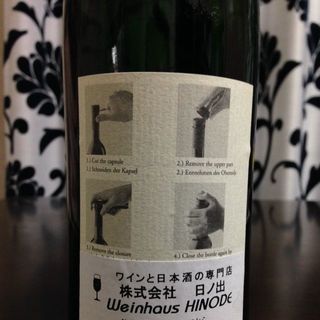 1.) Cut the capsule
1.) Schneiden der Kapsel
2.) Remove the upper part
2.) Entnehmen des Oberteils
3.) Remove the closure
4.) Close the bottle again by
ワインと日本酒の専門店
株式会社 日ノ出
Weinhaus HINODE